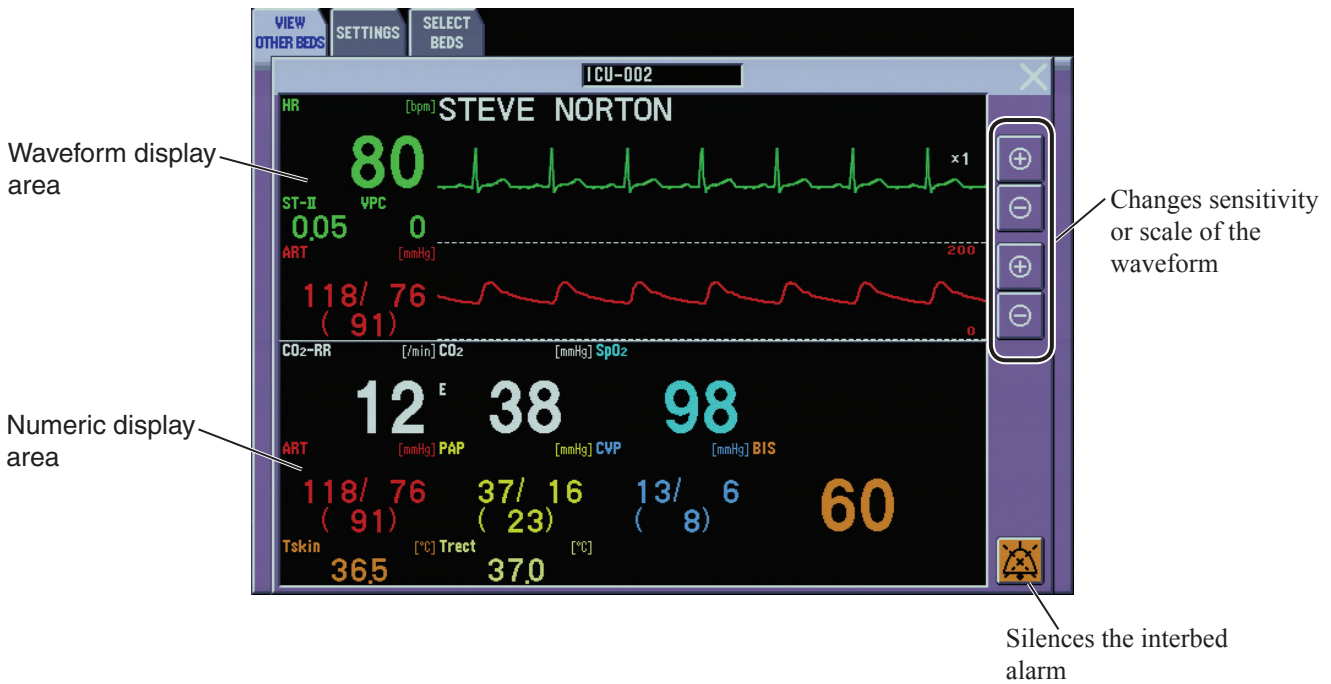 VIEW
OTHER BEDS
SETTINGS
SELECT
BEDS
ICU-002
HR [bpm] STEVE NORTON
80
×1
ST-Ⅱ VPC
0.05 0
ART [mmHg] 200
118/ 76
( 91)
0
CO2-RR [/min] CO2 [mmHg] SpO2
12 E 38 98
ART [mmHg] PAP [mmHg] CVP [mmHg] BIS
118/ 76 37/ 16 13/ 6 60
( 91) ( 23) ( 8)
Tskin [°C] Trect [°C]
36.5 37.0
Waveform display
area
Numeric display
area
Changes sensitivity
or scale of the
waveform
Silences the interbed
alarm